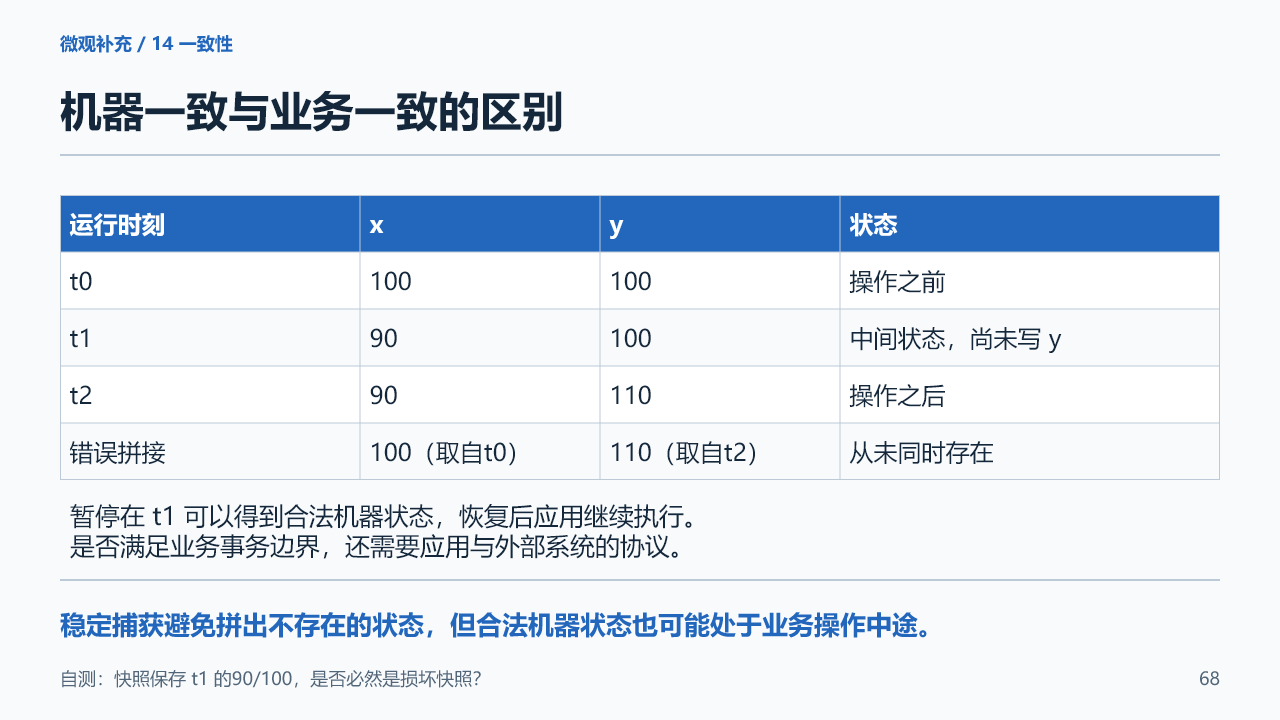 微观补充 / 14 一致性
机器一致与业务一致的区别
运行时刻 x y 状态
t0 100 100 操作之前
t1 90 100 中间状态，尚未写 y
t2 90 110 操作之后
错误拼接 100（取自t0） 110（取自t2） 从未同时存在
暂停在 t1 可以得到合法机器状态，恢复后应用继续执行。
是否满足业务事务边界，还需要应用与外部系统的协议。
稳定捕获避免拼出不存在的状态，但合法机器状态也可能处于业务操作中途。
自测：快照保存 t1 的90/100，是否必然是损坏快照？
68